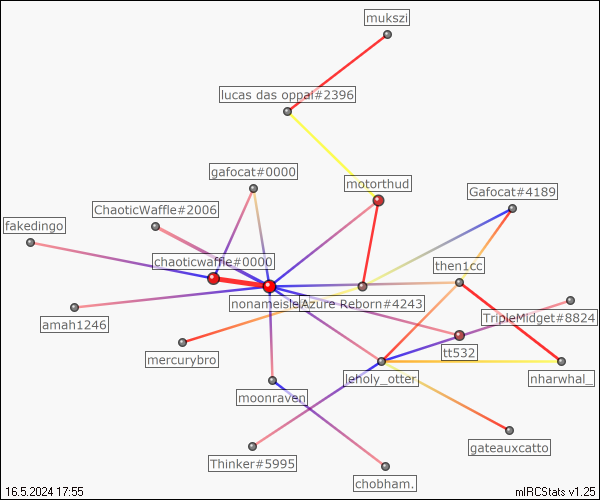 mukszi
lucas das oppai#2396
gafocat#0000
motorthud
Gafocat#4189
ChaoticWaffle#2006
fakedingo
chaoticwaffle#0000
then1cc
nonameisle
Azure Reborn#4243
TripleMidget#8824
amah1246
mercurybro
tt532
leholy_otter
nharwhal_
moonraven
gateauxcatto
Thinker#5995
chobham.
16.5.2024 17:55
mIRCStats v1.25